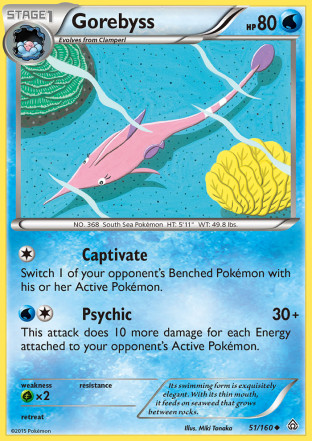 STAGE1
Gorebyss
HP80
Evolves from Clamperl
NO. 368 South Sea Pokémon. HT: 5'11" WT: 49.8 lbs.
Captivate
Switch 1 of your opponent's Benched Pokémon with
his or her Active Pokémon.
Psychic 30+
This attack does 10 more damage for each Energy
attached to your opponent's Active Pokémon.
weakness
resistance
×2
retreat
Its swimming form is exquisitely
elegant. With its thin mouth,
it feeds on seaweed that grows
between rocks.
©2015 Pokémon
Illus. Miki Tanaka
51/160